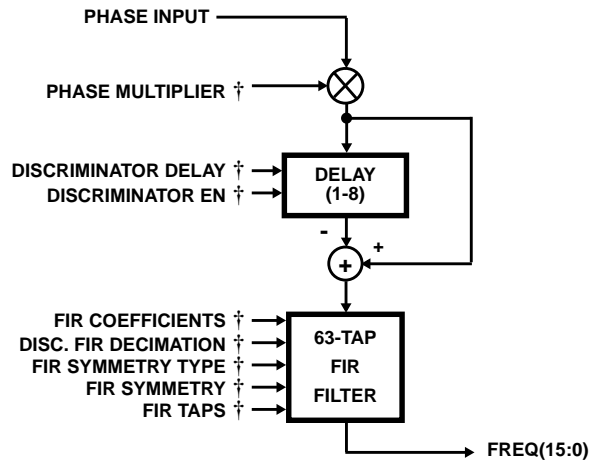 PHASE INPUT
PHASE MULTIPLIER †
DISCRIMINATOR DELAY †
DISCRIMINATOR EN †
DELAY
(1-8)
-
+
+
FIR COEFFICIENTS †
DISC. FIR DECIMATION †
FIR SYMMETRY TYPE †
FIR SYMMETRY †
FIR TAPS †
63-TAP
FIR
FILTER
FREQ(15:0)